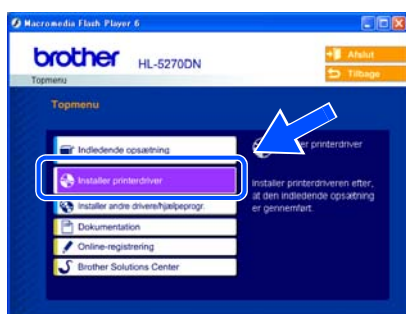 Macromedia Flash Player 6
brother
HL-5270DN
Afslut
Tilbage
Topmenu
Topmenu
Indledende opsætning
Installer printerdriver
Installer andre drivere/hjælpeprogr.
Dokumentation
Online-registrering
Brother Solutions Center
printerdriver
Installer printerdriveren efter,
at den indledende opsætning
er gennemført.